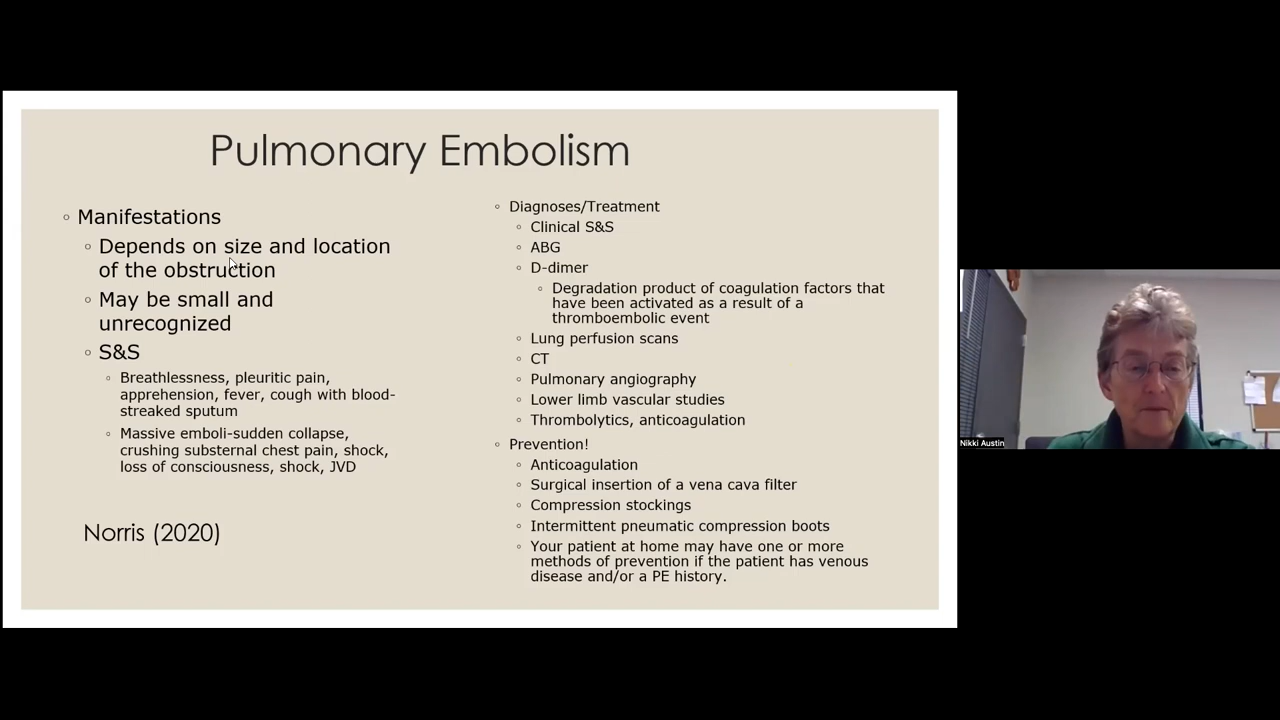 Pulmonary Embolism
Manifestations
Depends on size and location
of the obstruction
May be small and
unrecognized
S&S
Breathlessness, pleuritic pain,
apprehension, fever, cough with blood-
streaked sputum
Massive emboli-sudden collapse,
crushing substernal chest pain, shock,
loss of consciousness, shock, JVD
Norris (2020)
Diagnoses/Treatment
Clinical S&S
ABG
D-dimer
Degradation product of coagulation factors that
have been activated as a result of a
thromboembolic event
Lung perfusion scans
CT
Pulmonary angiography
Lower limb vascular studies
Thrombolytics, anticoagulation
Prevention!
Anticoagulation
Surgical insertion of a vena cava filter
Compression stockings
Intermittent pneumatic compression boots
Your patient at home may have one or more
methods of prevention if the patient has venous
disease and/or a PE history.
Nikki Austin